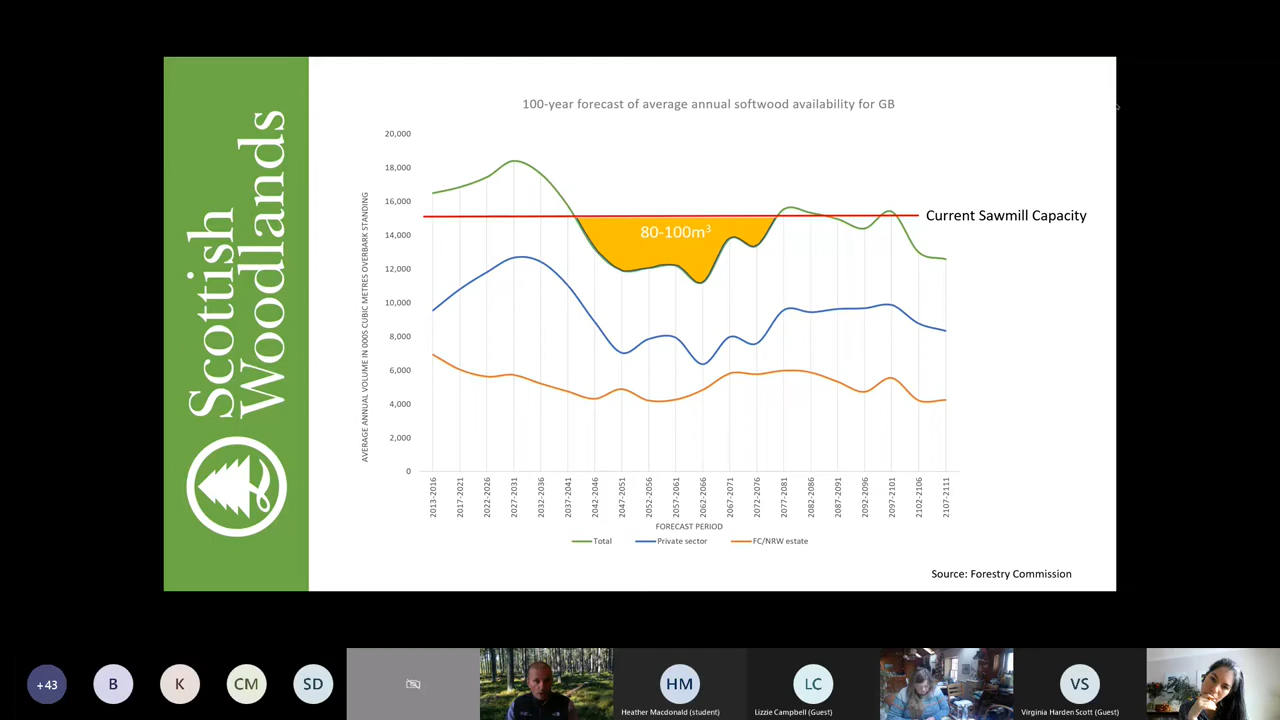 Scottish
Woodlands
100-year forecast of average annual softwood availability for GB
AVERAGE ANNUAL VOLUME IN 000S CUBIC METRES OVERBARK STANDING
20,000
18,000
16,000
14,000
12,000
10,000
8,000
6,000
4,000
2,000
0
80-100m³
Current Sawmill Capacity
2013-2016
2017-2021
2022-2026
2027-2031
2032-2036
2037-2041
2042-2046
2047-2051
2052-2056
2057-2061
2062-2066
2067-2071
2072-2076
2077-2081
2082-2086
2087-2091
2092-2096
2097-2101
2102-2106
2107-2111
FORECAST PERIOD
Total Private sector FC/NRW estate
Source: Forestry Commission
+43
B
K
CM
SD
HM
Heather Macdonald (student)
LC
Lizzie Campbell (Guest)
VS
Virginia Harden Scott (Guest)